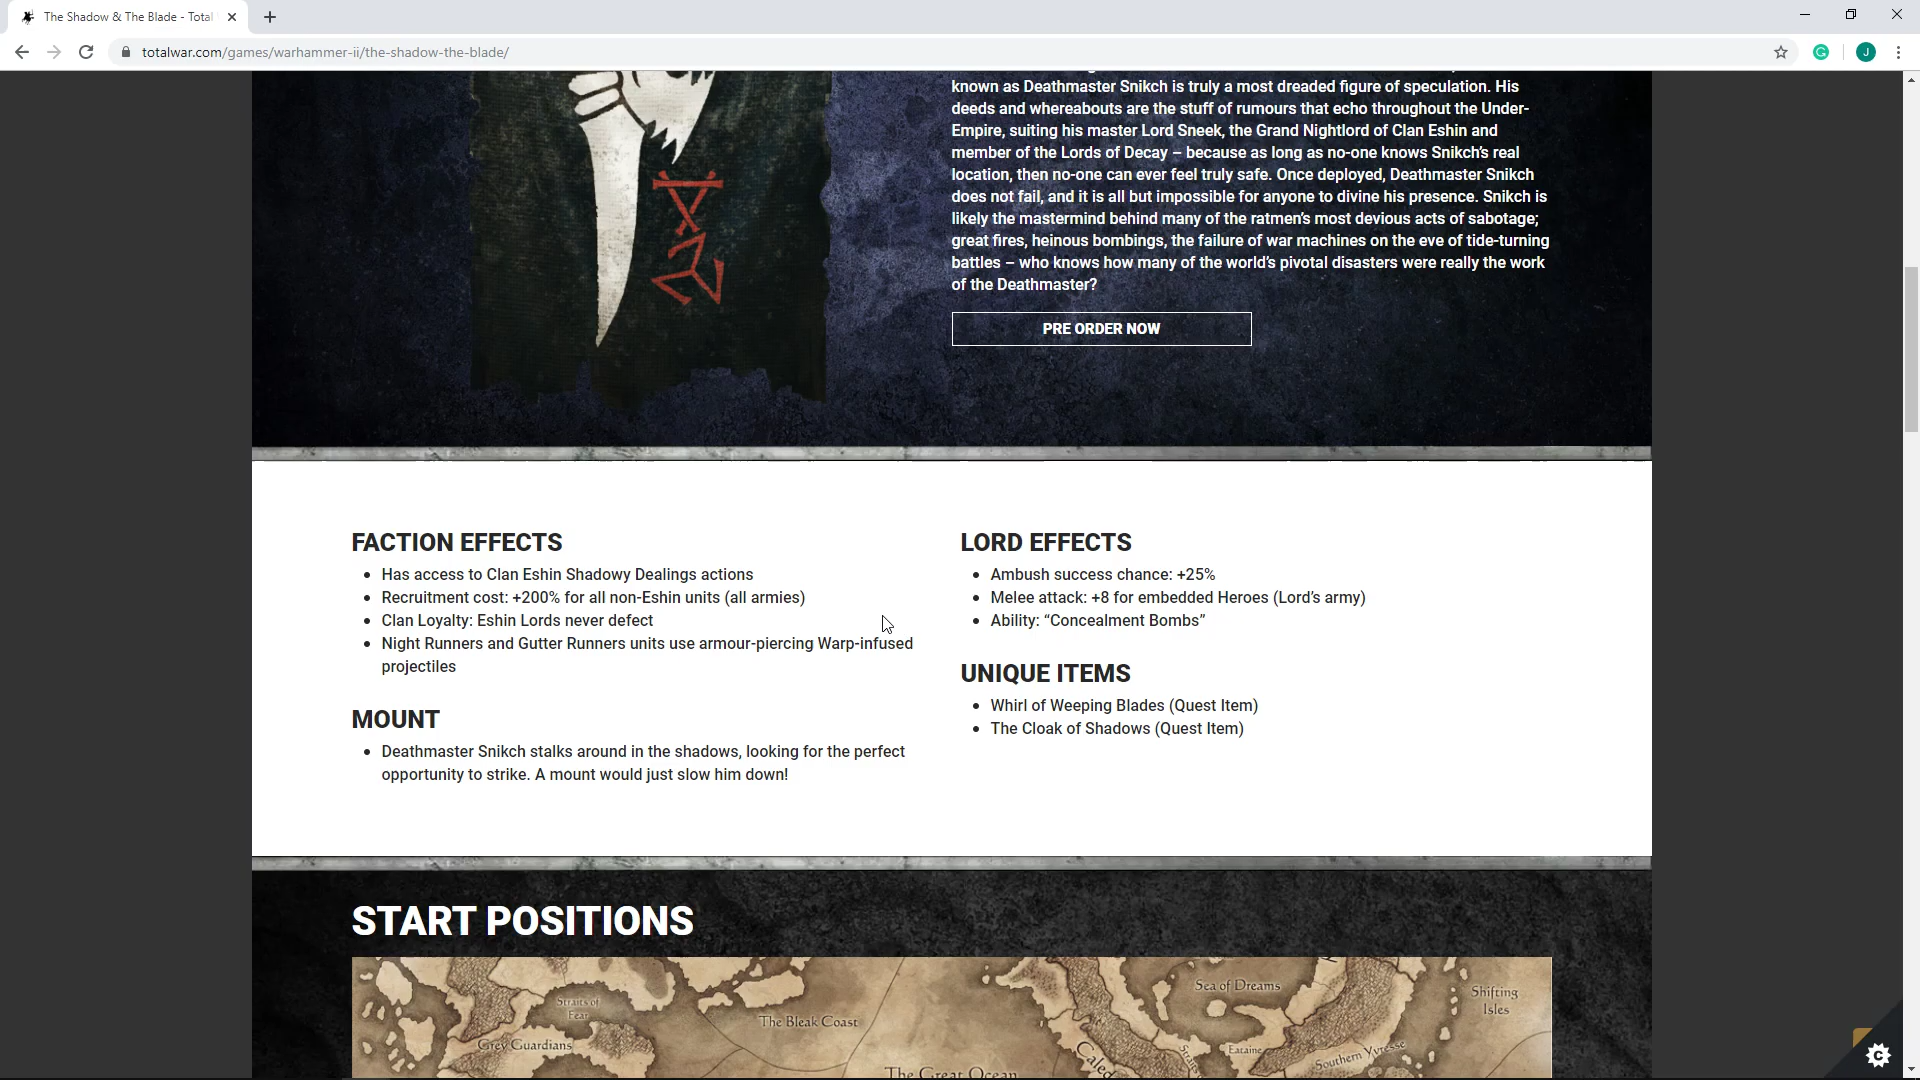 The Shadow & The Blade - Total
totalwar.com/games/warhammer-ii/the-shadow-the-blade/
J
known as Deathmaster Snikch is truly a most dreaded figure of speculation. His
deeds and whereabouts are the stuff of rumours that echo throughout the Under-
Empire, suiting his master Lord Sneek, the Grand Nightlord of Clan Eshin and
member of the Lords of Decay – because as long as no-one knows Snikch's real
location, then no-one can ever feel truly safe. Once deployed, Deathmaster Snikch
does not fail, and it is all but impossible for anyone to divine his presence. Snikch is
likely the mastermind behind many of the ratmen's most devious acts of sabotage;
great fires, heinous bombings, the failure of war machines on the eve of tide-turning
battles – who knows how many of the world's pivotal disasters were really the work
of the Deathmaster?
PRE ORDER NOW
FACTION EFFECTS
• Has access to Clan Eshin Shadowy Dealings actions
• Recruitment cost: +200% for all non-Eshin units (all armies)
• Clan Loyalty: Eshin Lords never defect
• Night Runners and Gutter Runners units use armour-piercing Warp-infused
projectiles
MOUNT
• Deathmaster Snikch stalks around in the shadows, looking for the perfect
opportunity to strike. A mount would just slow him down!
LORD EFFECTS
• Ambush success chance: +25%
• Melee attack: +8 for embedded Heroes (Lord's army)
• Ability: “Concealment Bombs”
UNIQUE ITEMS
• Whirl of Weeping Blades (Quest Item)
• The Cloak of Shadows (Quest Item)
START POSITIONS
Straits of
Fear
Grey Guardians
The Bleak Coast
The Great Ocean
Sea of Dreams
Eataine
Southern Yvresse
Shifting
Isles